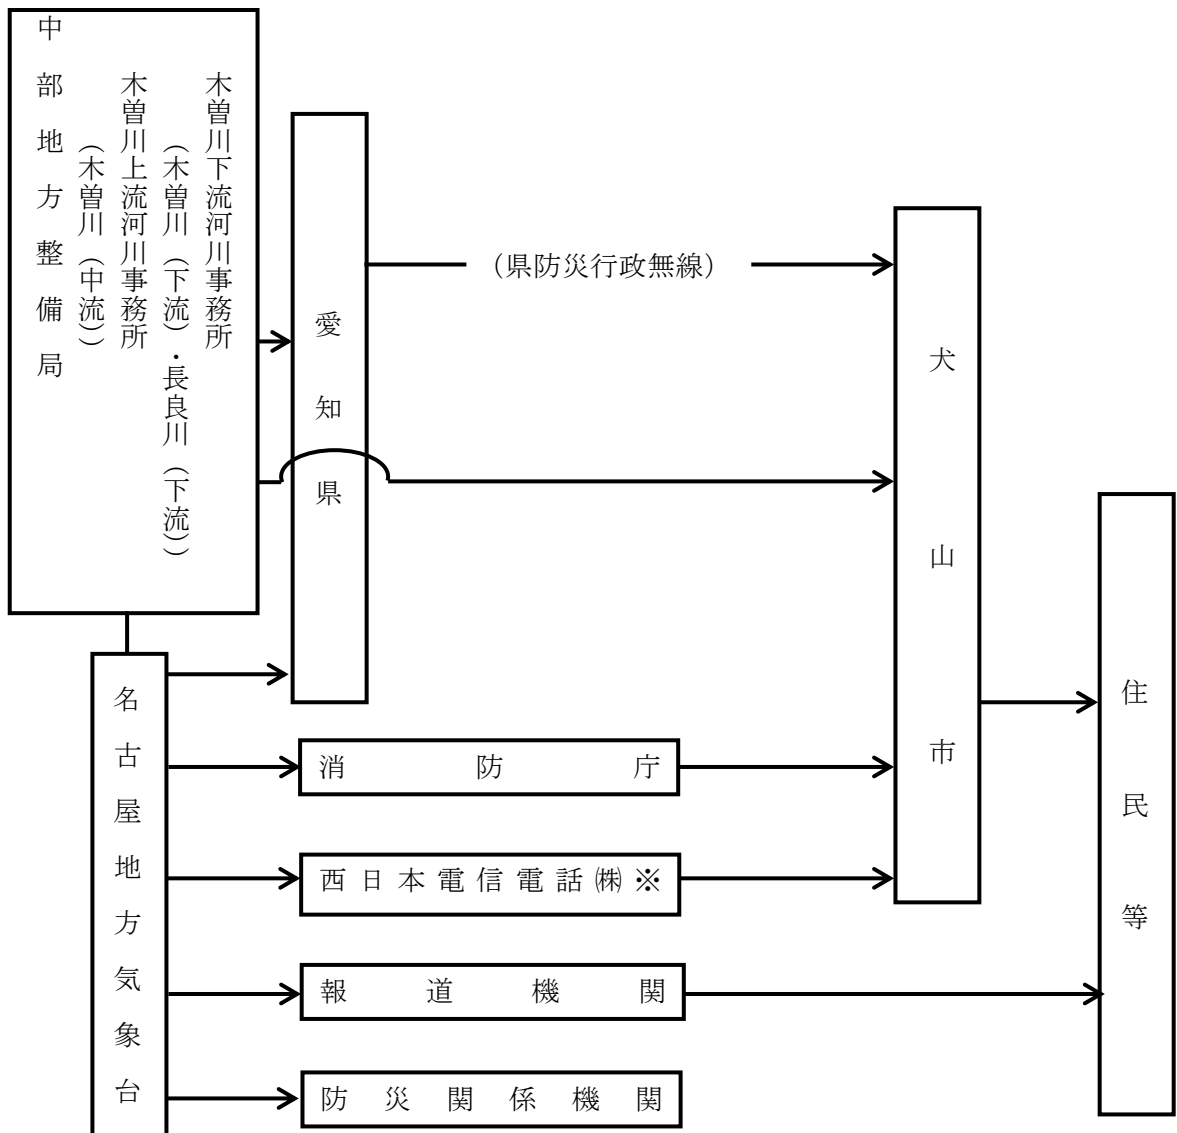 木曽川下流河川事務所
(木曽川(下流)・長良川(下流))
木曽川上流河川事務所
(木曽川(中流))
中部地方整備局
愛知県
(県防災行政無線)
犬山市
住民等
名古屋地方気象台
消防庁
西日本電信電話㈱※
報道機関
防災関係機関